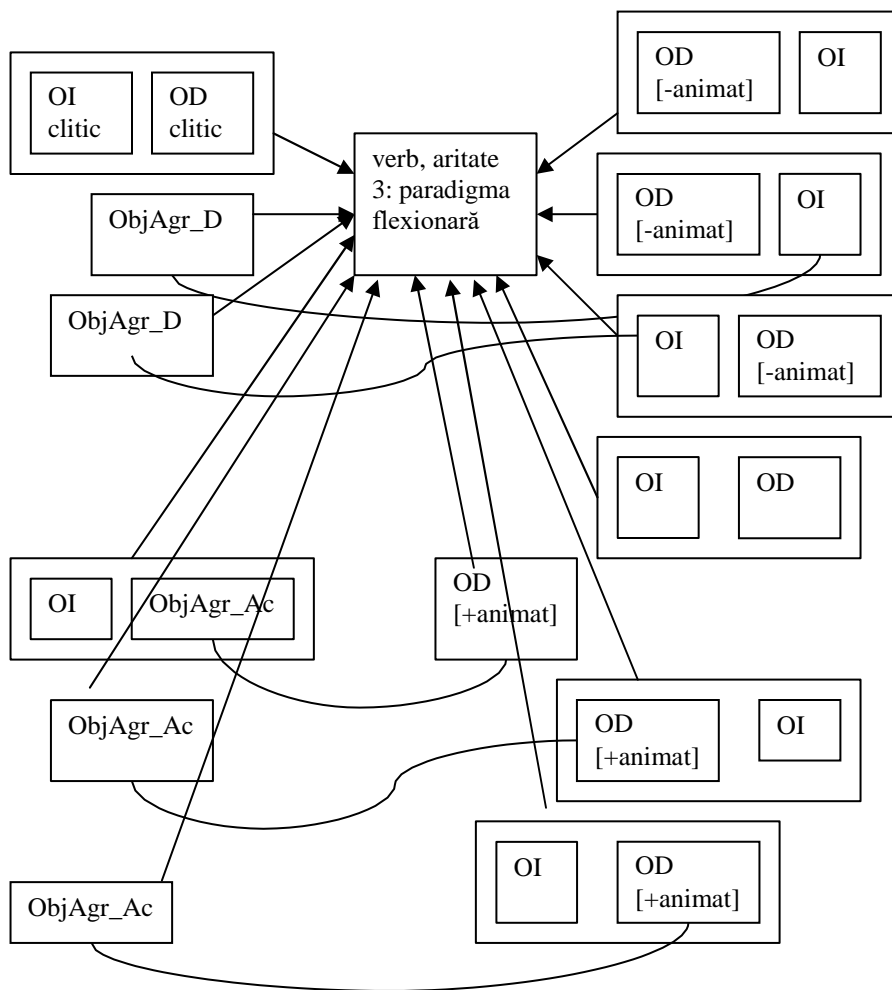 OD
[-animat]
OI
OI
clitic
OD
clitic
verb, aritate
3: paradigma
flexionară
OD
[-animat]
OI
ObjAgr_D
ObjAgr_D
OI
OD
[-animat]
OI
OD
OI
ObjAgr_Ac
OD
[+animat]
ObjAgr_Ac
OD
[+animat]
OI
OI
OD
[+animat]
ObjAgr_Ac